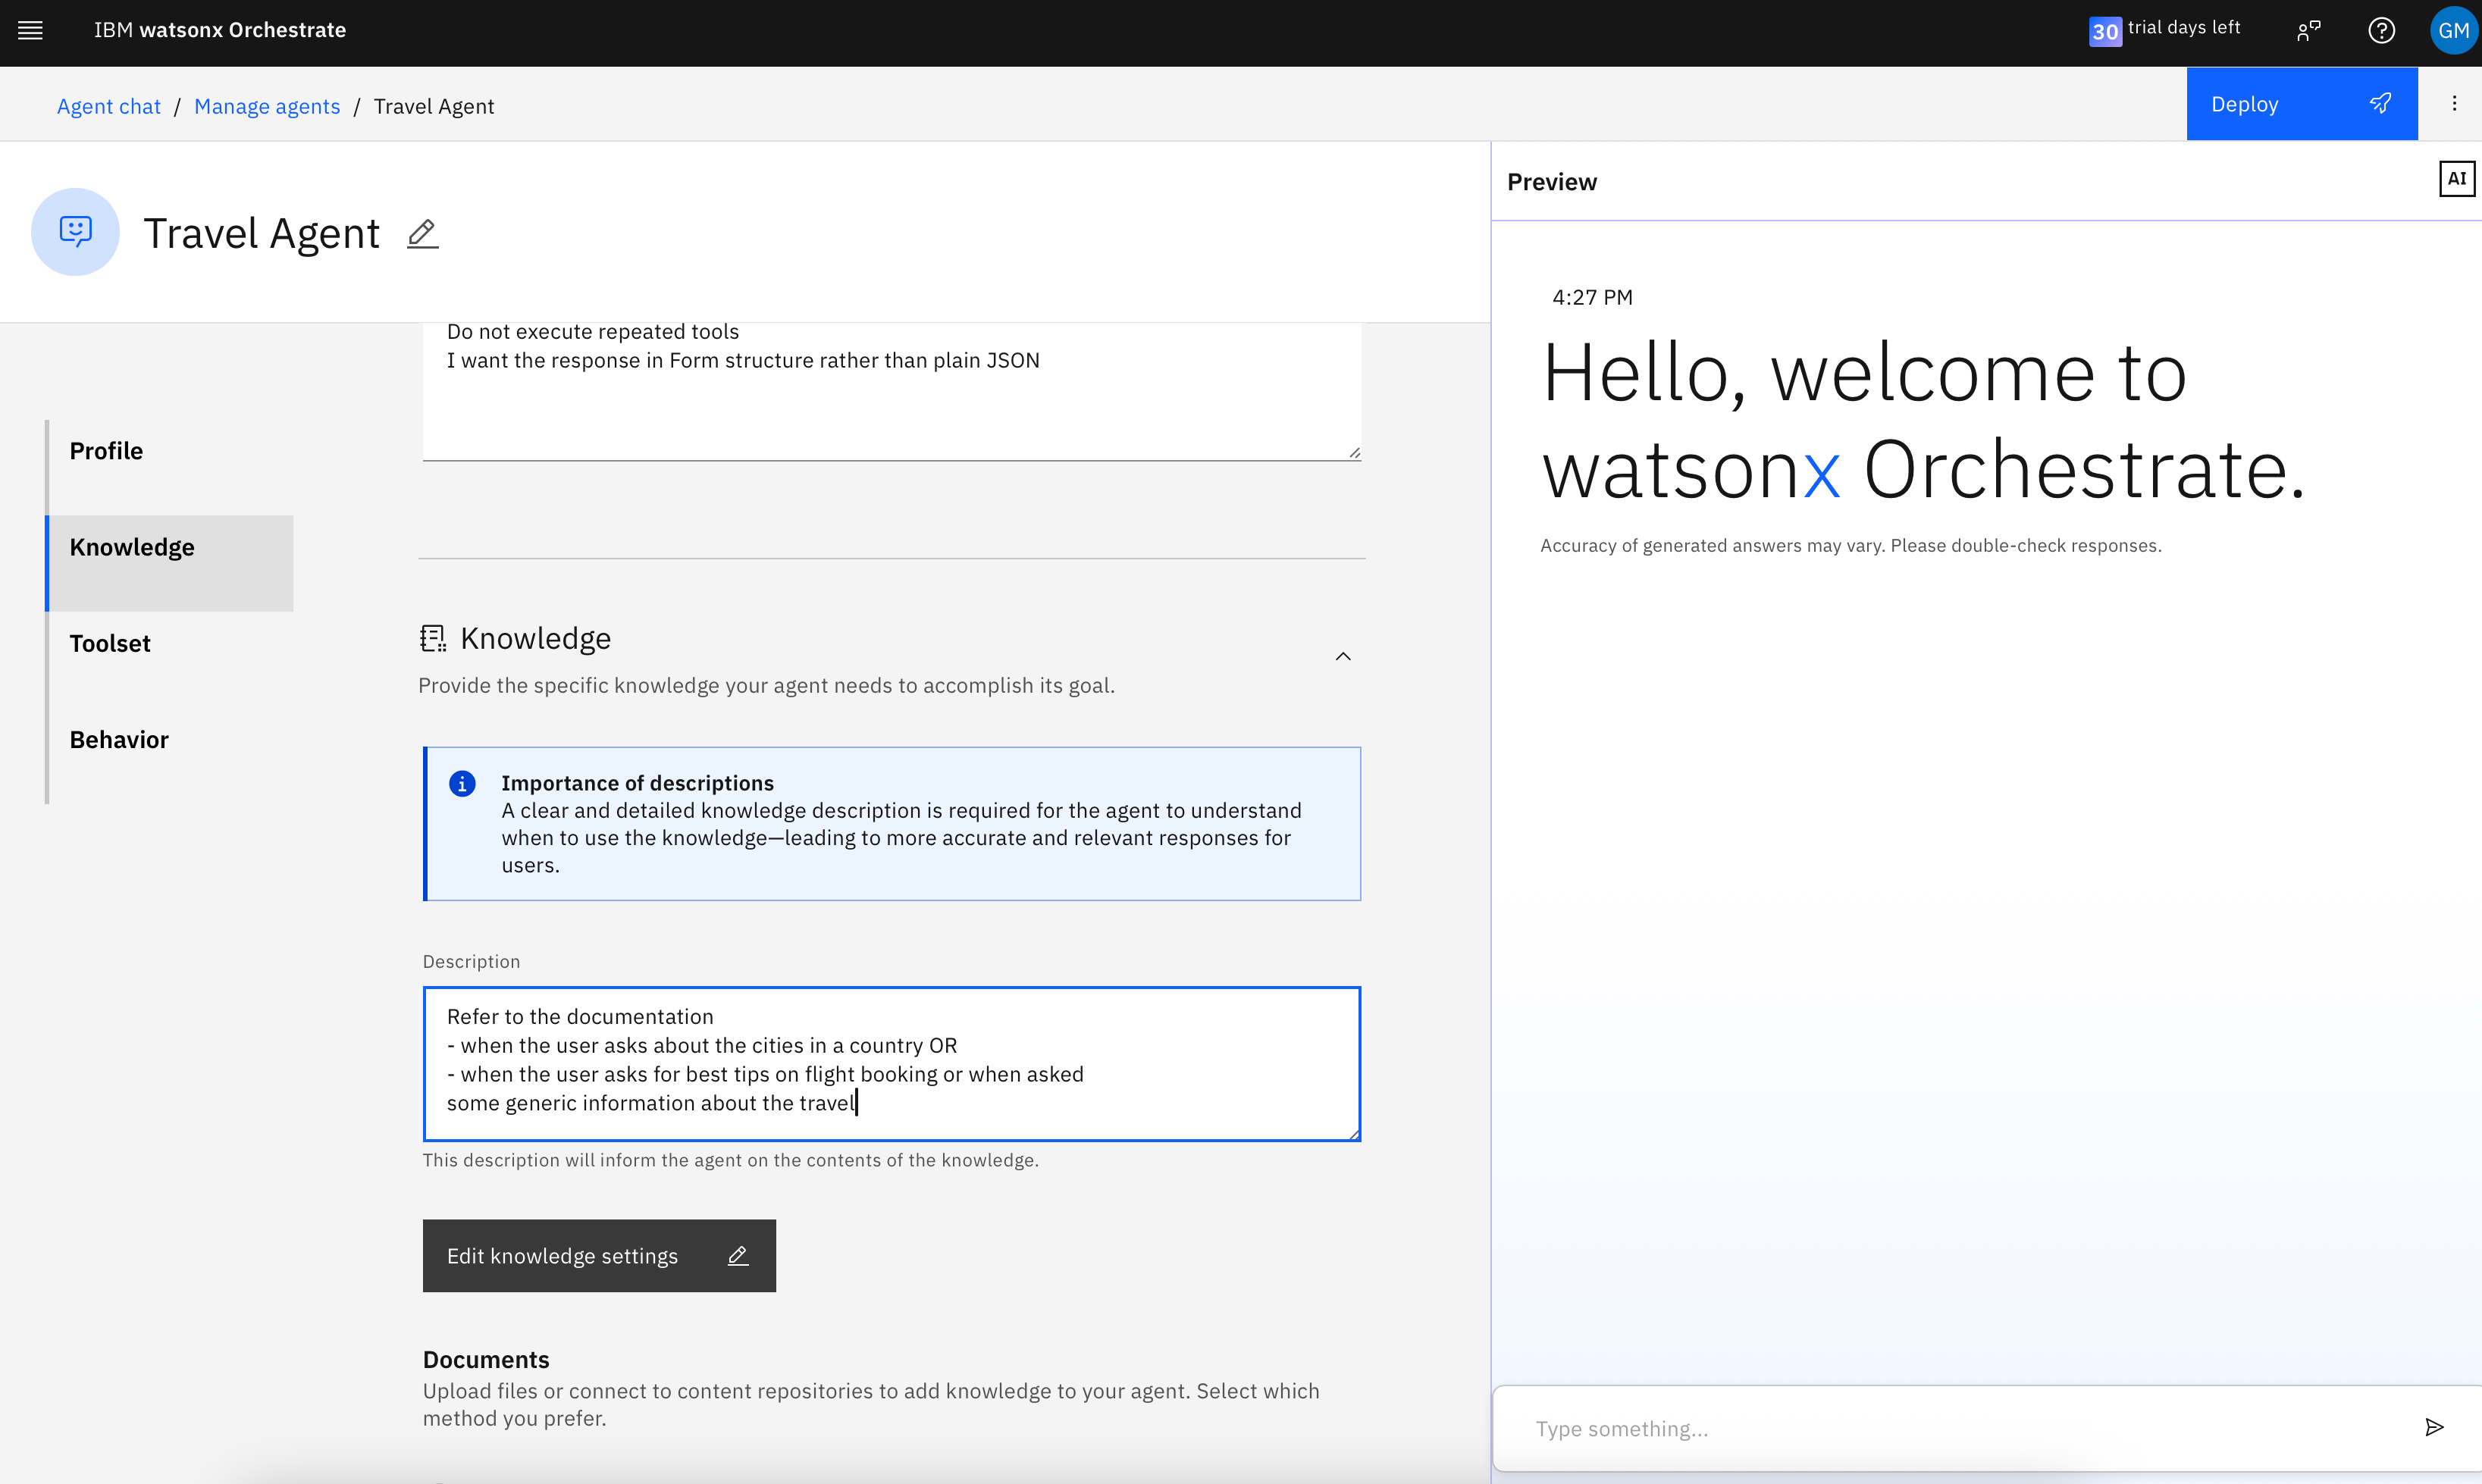 IBM watsonx Orchestrate
30 trial days left
GM
Agent chat / Manage agents / Travel Agent
Deploy
Travel Agent
Do not execute repeated tools
I want the response in Form structure rather than plain JSON
Profile
Knowledge
Toolset
Behavior
Knowledge
Provide the specific knowledge your agent needs to accomplish its goal.
Importance of descriptions
A clear and detailed knowledge description is required for the agent to understand
when to use the knowledge—leading to more accurate and relevant responses for
users.
Description
Refer to the documentation
- when the user asks about the cities in a country OR
- when the user asks for best tips on flight booking or when asked
some generic information about the travel
This description will inform the agent on the contents of the knowledge.
Edit knowledge settings
Documents
Upload files or connect to content repositories to add knowledge to your agent. Select which
method you prefer.
Preview
AI
4:27 PM
Hello, welcome to
watsonx Orchestrate.
Accuracy of generated answers may vary. Please double-check responses.
Type something...